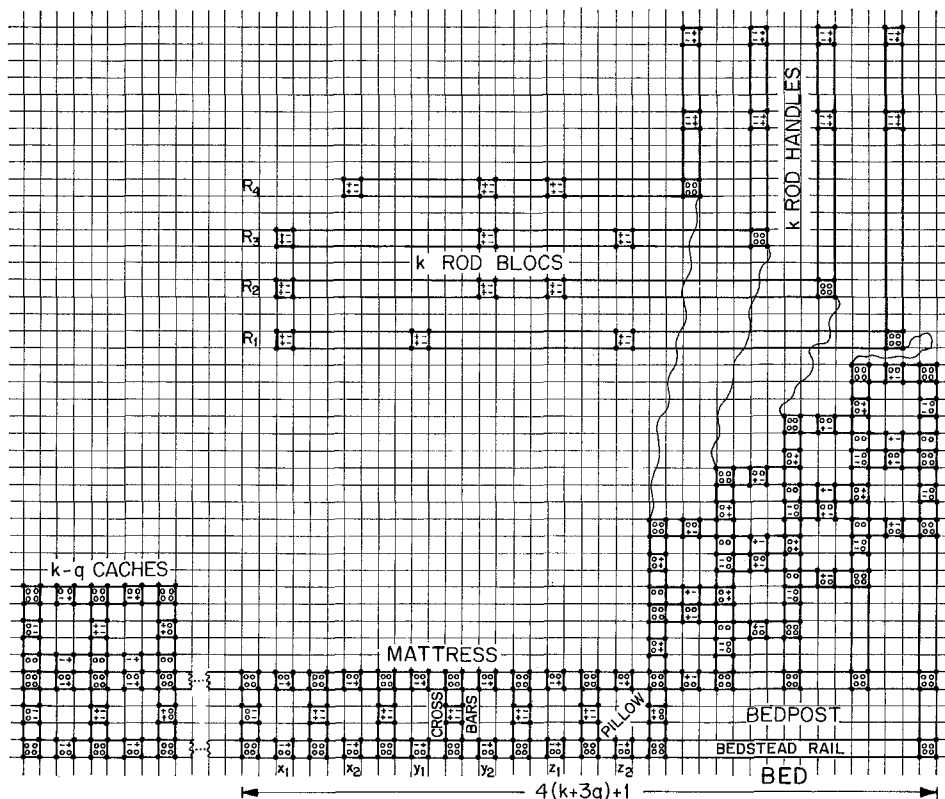 k ROD HANDLES
R4
R3
k ROD BLOCS
R2
R1
k-q CACHES
MATTRESS
CROSS
BARS
PILLOW
BEDPOST
BEDSTEAD RAIL
x1 x2 y1 y2 z1 z2
BED
4(k+3q)+1